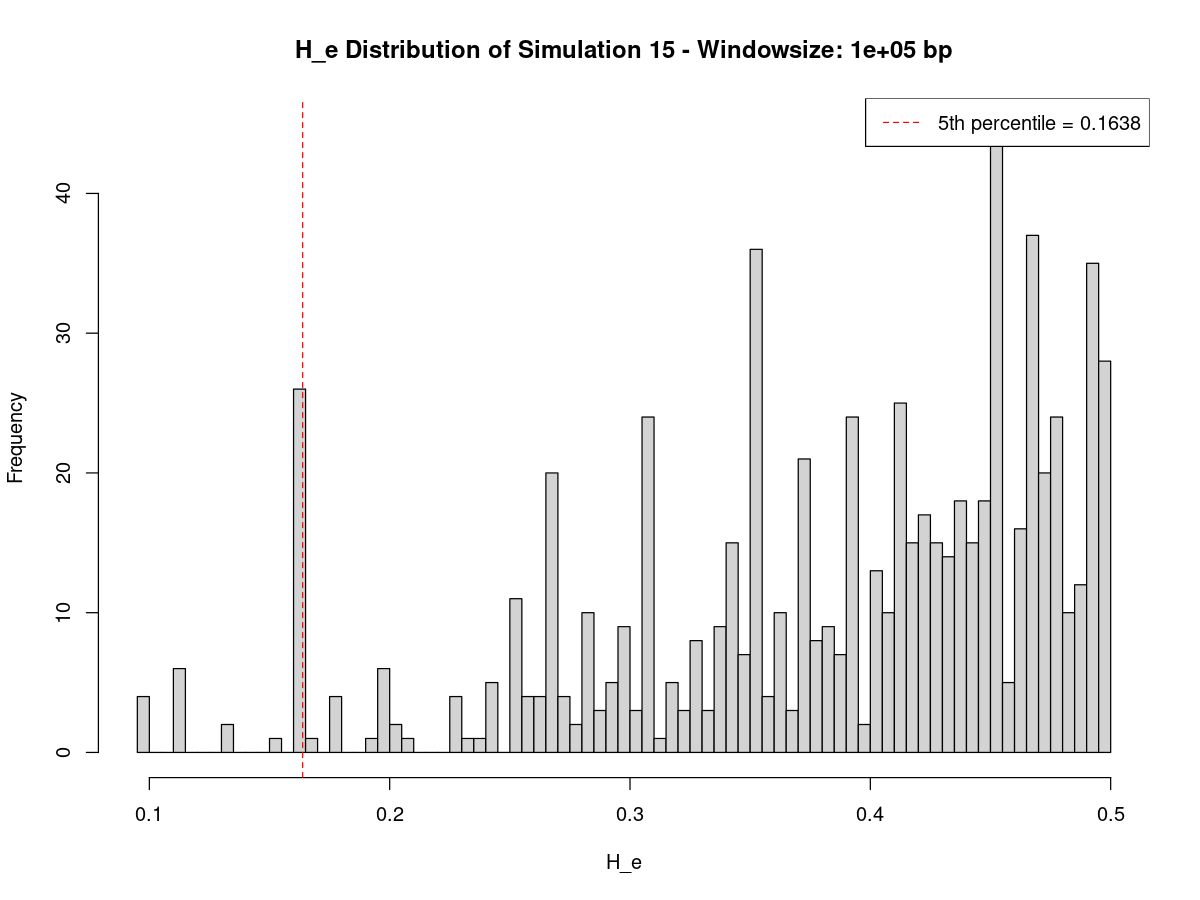 H_e Distribution of Simulation 15 - Windowsize: 1e+05 bp
5th percentile = 0.1638
Frequency
40
30
20
10
0
0.1 0.2 0.3 0.4 0.5
H_e